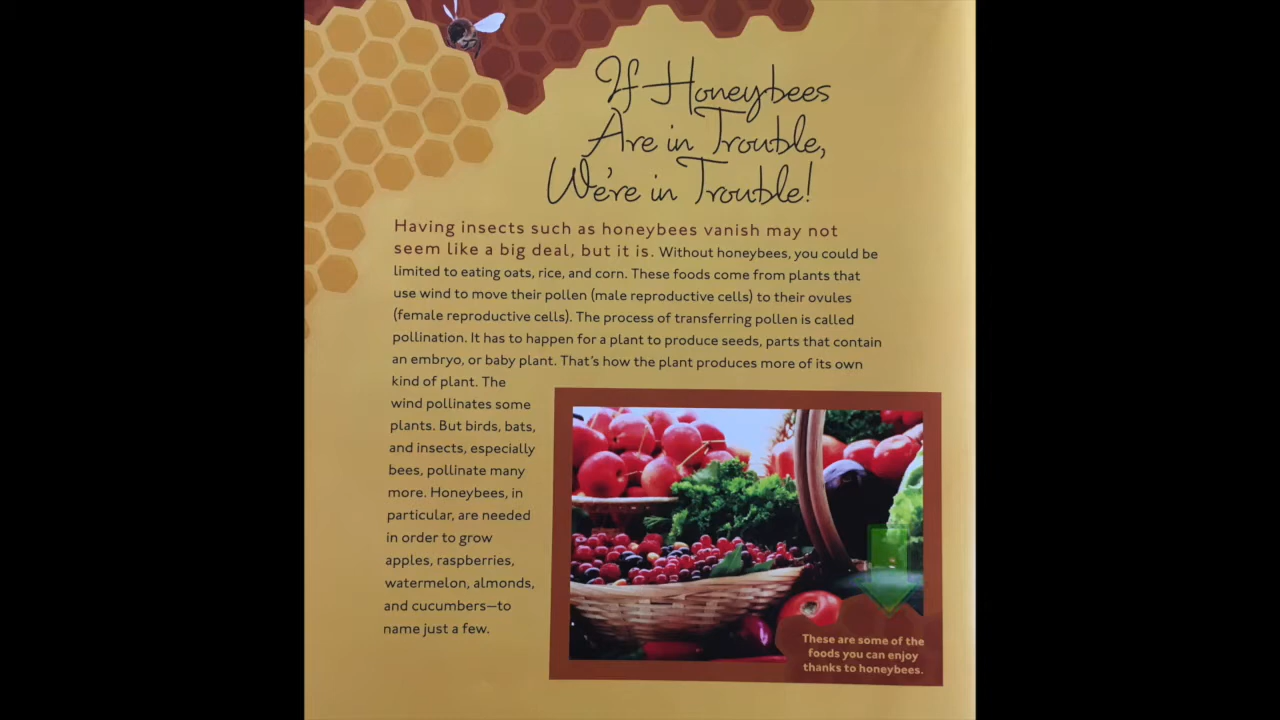 If Honeybees
Are in Trouble,
We're in Trouble!
Having insects such as honeybees vanish may not
seem like a big deal, but it is. Without honeybees, you could be
limited to eating oats, rice, and corn. These foods come from plants that
use wind to move their pollen (male reproductive cells) to their ovules
(female reproductive cells). The process of transferring pollen is called
pollination. It has to happen for a plant to produce seeds, parts that contain
an embryo, or baby plant. That's how the plant produces more of its own
kind of plant. The
wind pollinates some
plants. But birds, bats,
and insects, especially
bees, pollinate many
more. Honeybees, in
particular, are needed
in order to grow
apples, raspberries,
watermelon, almonds,
and cucumbers—to
name just a few.
These are some of the
foods you can enjoy
thanks to honeybees.